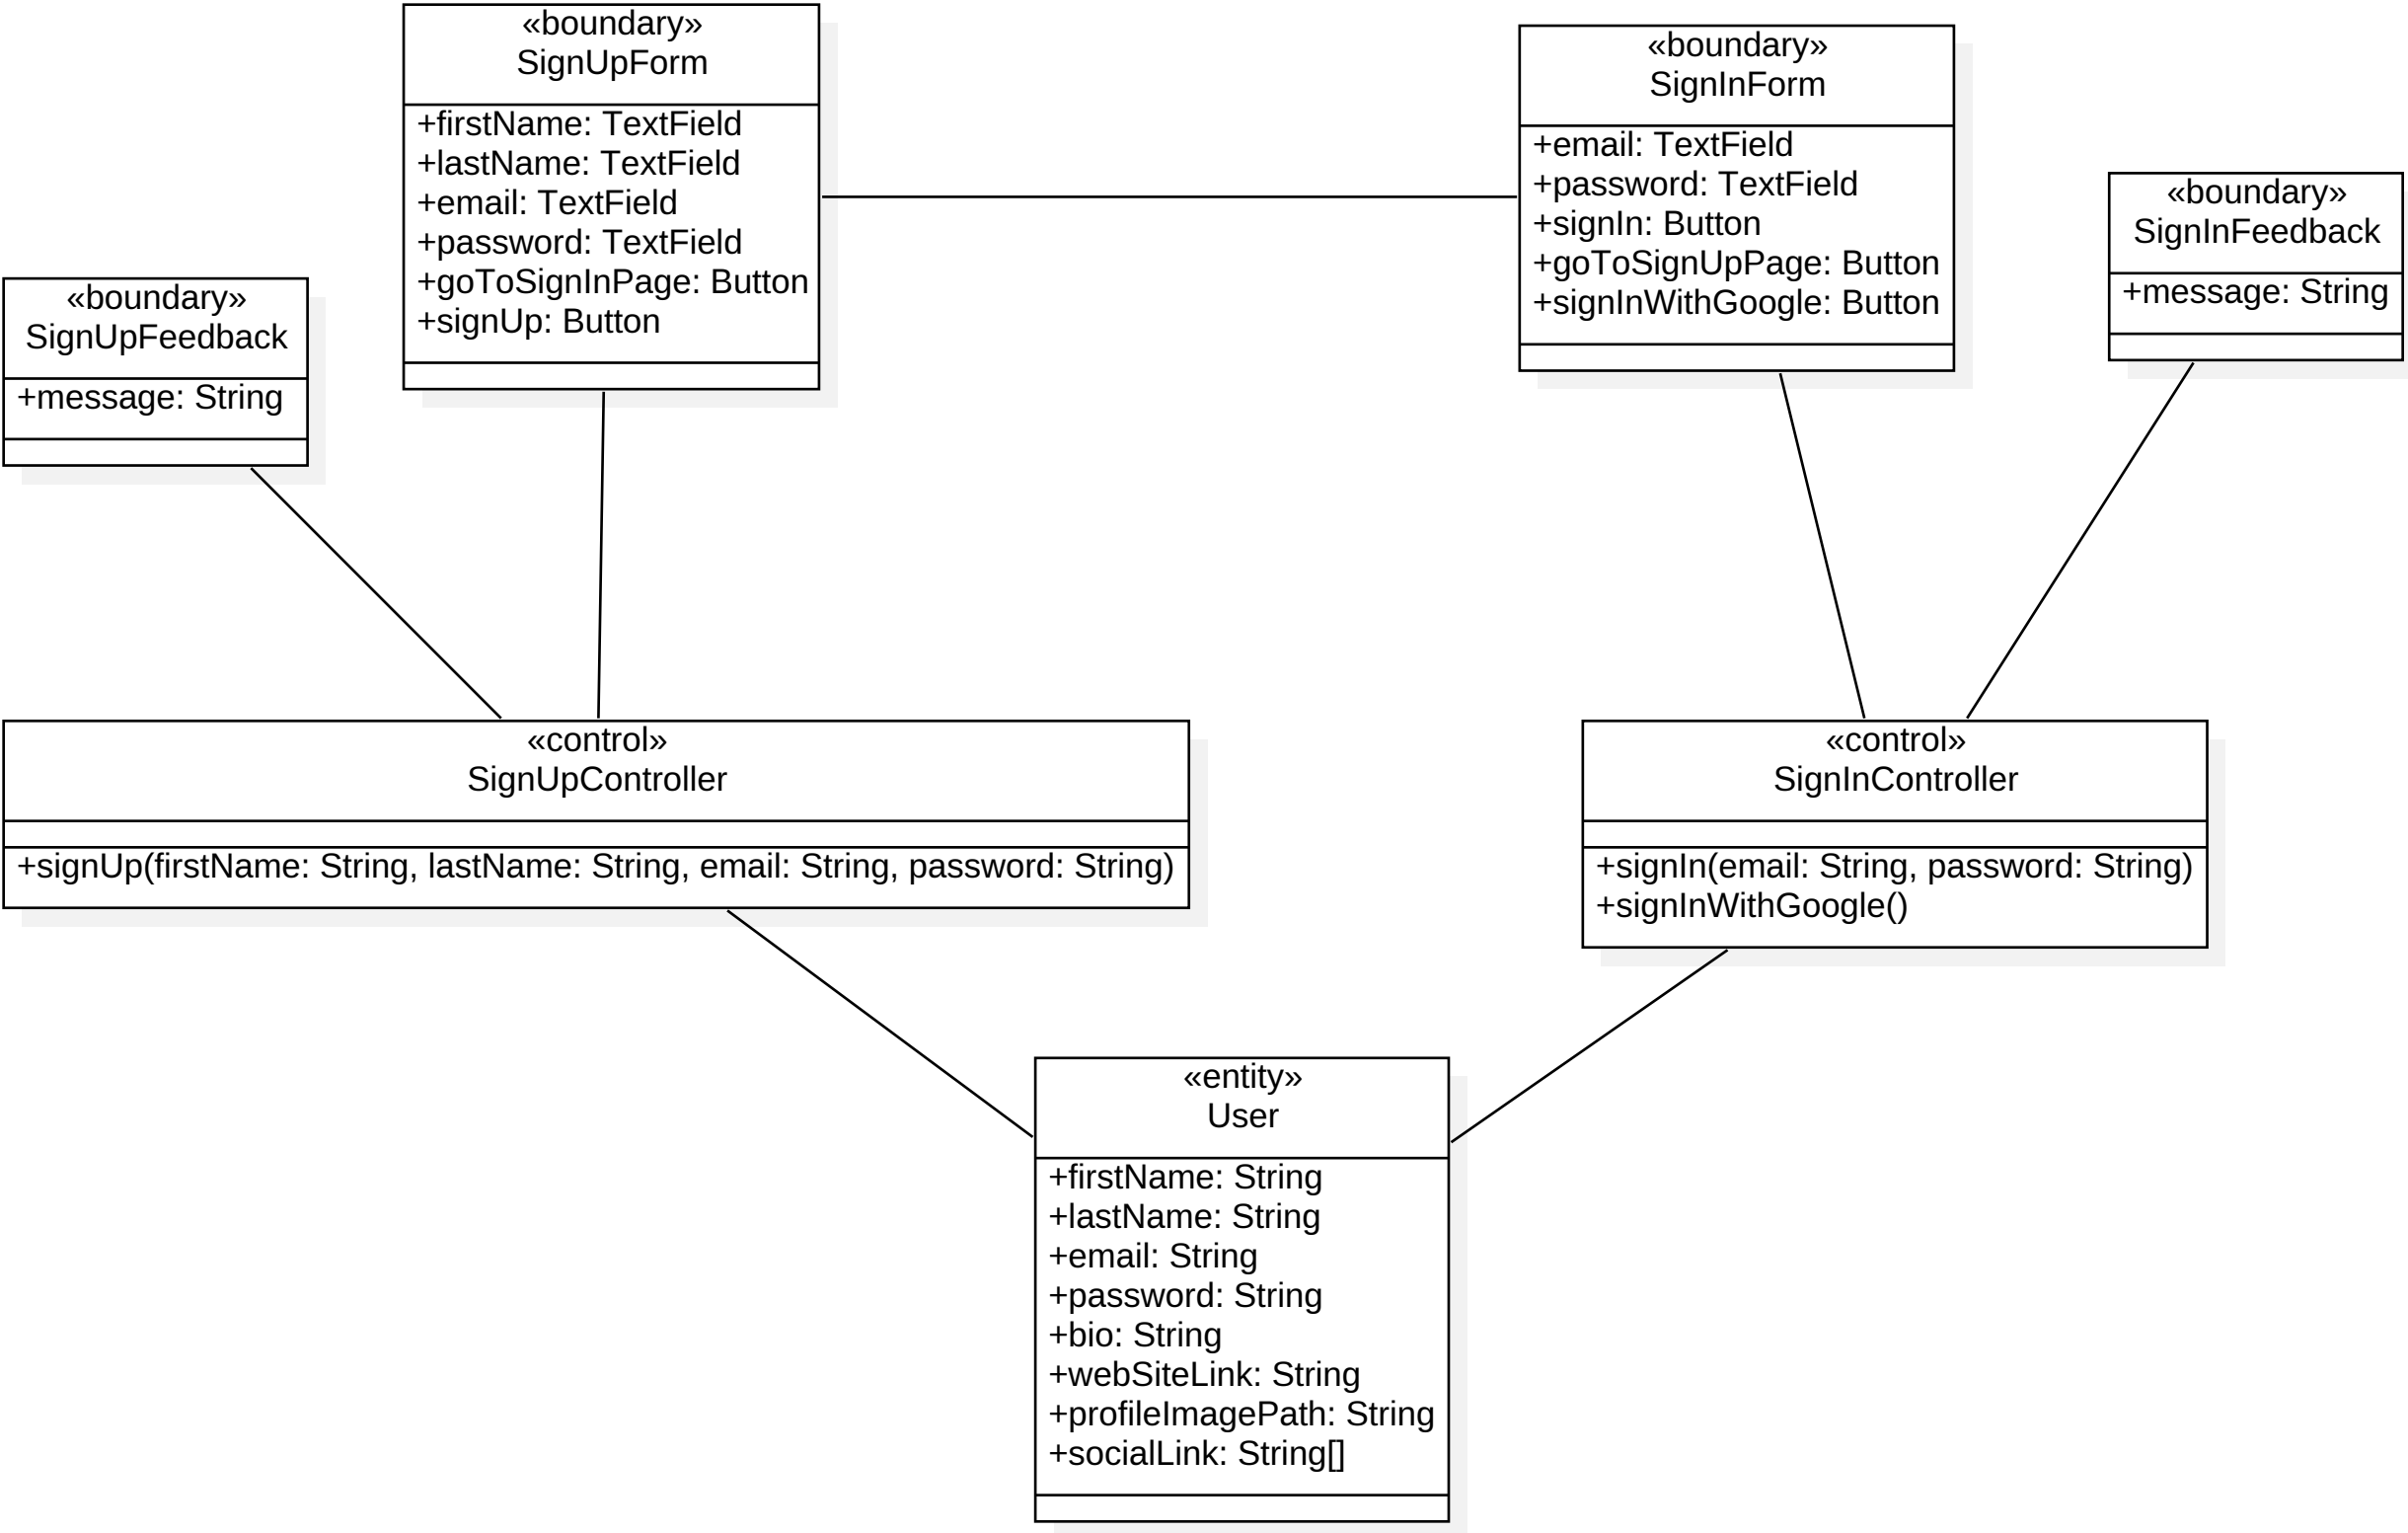 «boundary»
SignUpForm
+firstName: TextField
+lastName: TextField
+email: TextField
+password: TextField
+goToSignInPage: Button
+signUp: Button
«boundary»
SignInForm
+email: TextField
+password: TextField
+signIn: Button
+goToSignUpPage: Button
+signInWithGoogle: Button
«boundary»
SignInFeedback
+message: String
«boundary»
SignUpFeedback
+message: String
«control»
SignUpController
+signUp(firstName: String, lastName: String, email: String, password: String)
«control»
SignInController
+signIn(email: String, password: String)
+signInWithGoogle()
«entity»
User
+firstName: String
+lastName: String
+email: String
+password: String
+bio: String
+webSiteLink: String
+profileImagePath: String
+socialLink: String[]